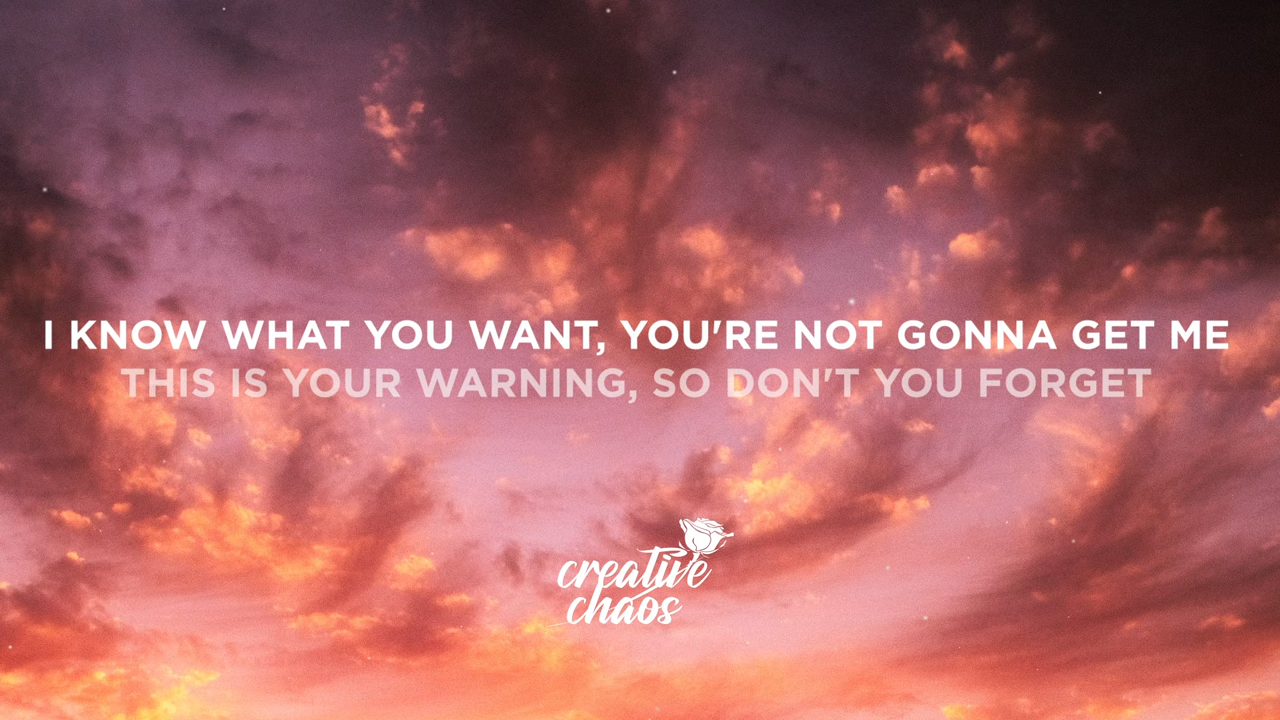 I KNOW WHAT YOU WANT, YOU'RE NOT GONNA GET ME
THIS IS YOUR WARNING, SO DON'T YOU FORGET
creative
chaos